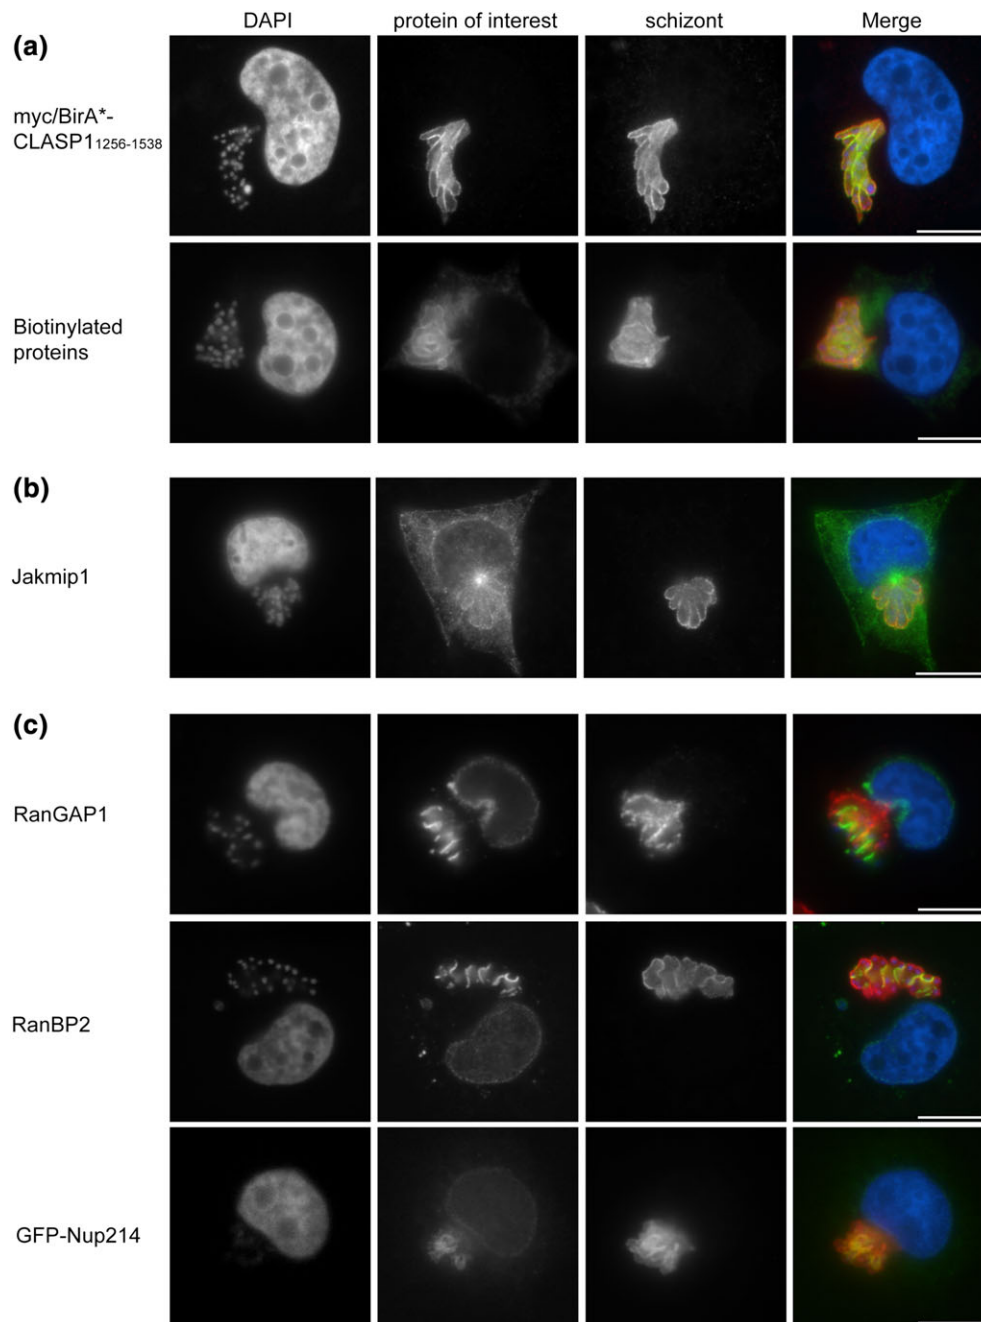 DAPI protein of interest schizont Merge
(a)
myc/BirA*-
CLASP11256-1538
Biotinylated
proteins
(b)
Jakmip1
(c)
RanGAP1
RanBP2
GFP-Nup214